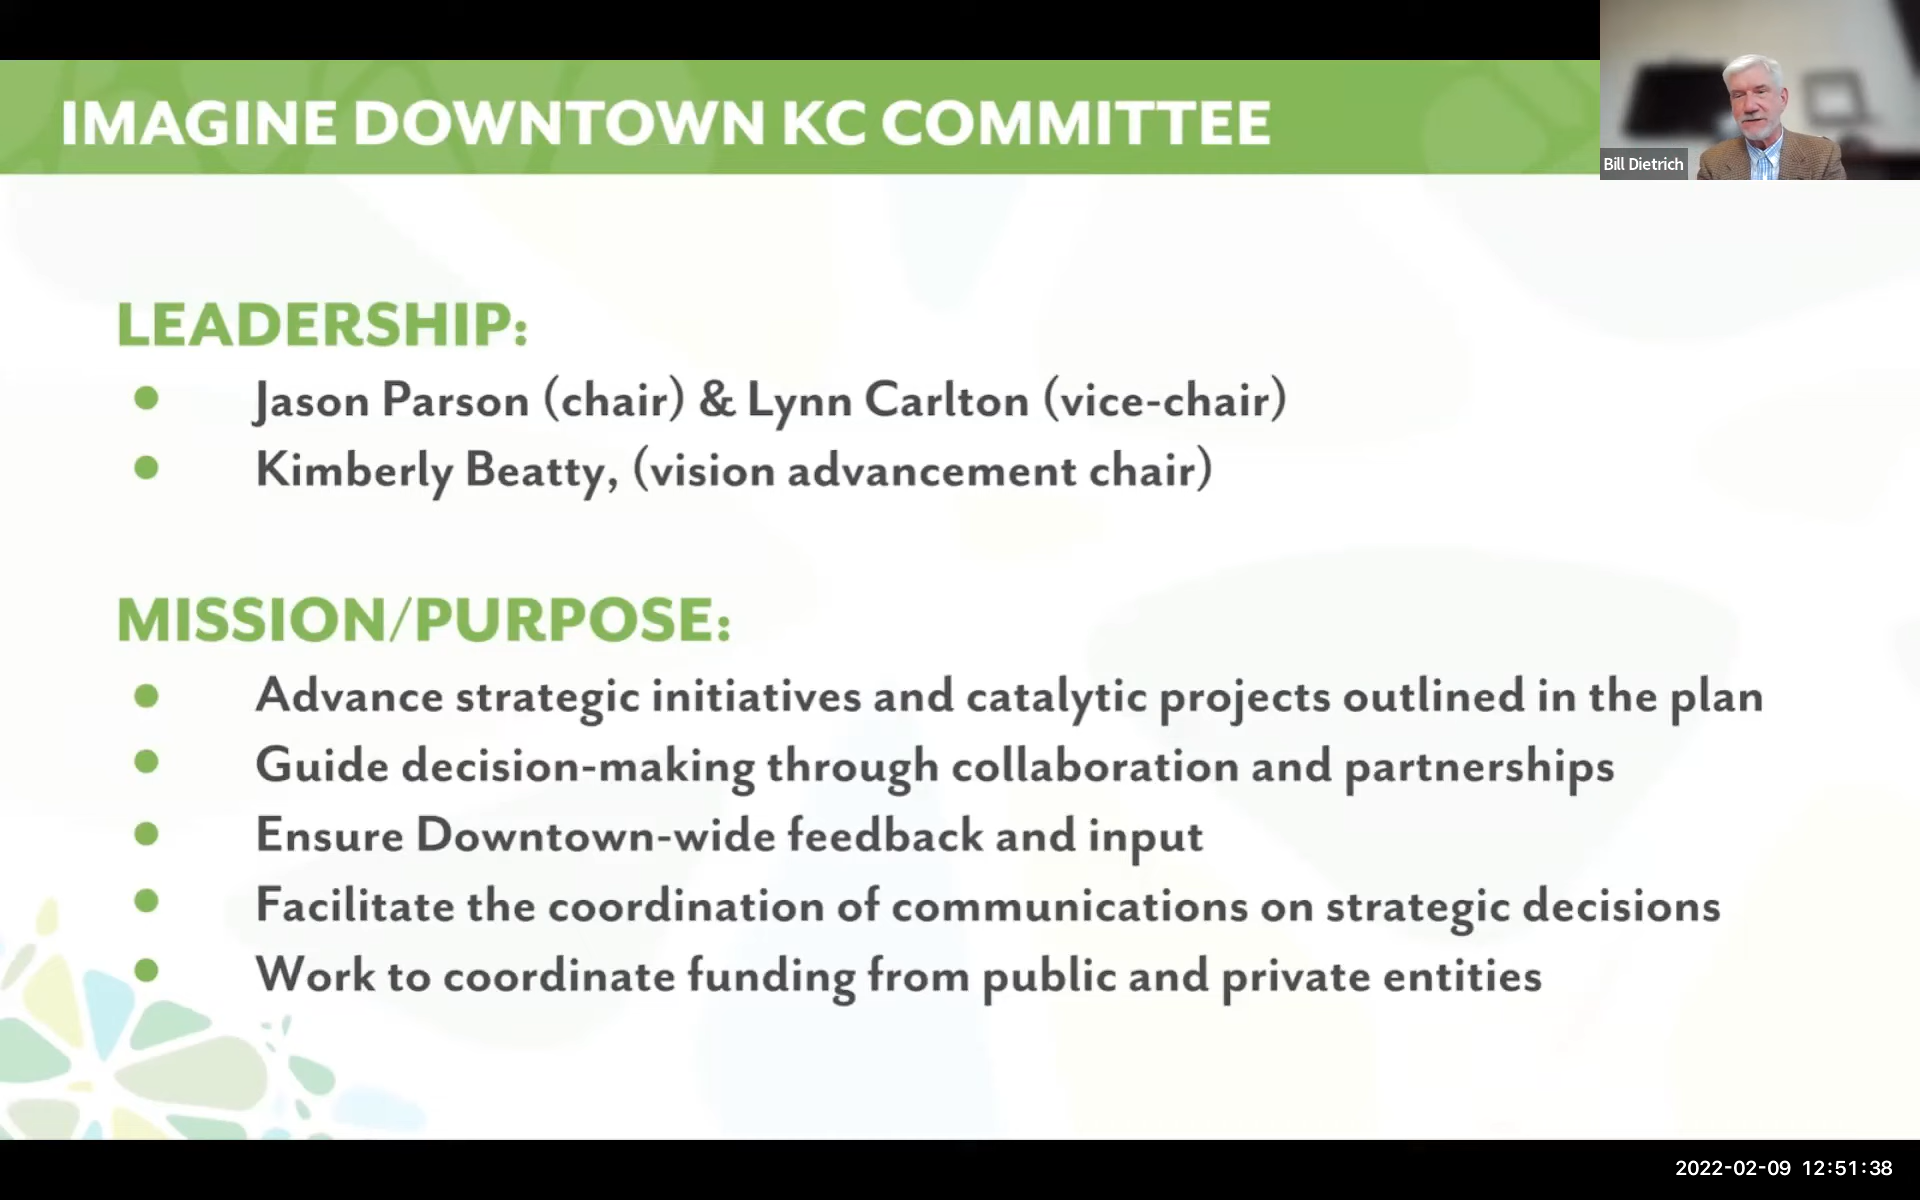 IMAGINE DOWNTOWN KC COMMITTEE
Bill Dietrich
LEADERSHIP:
Jason Parson (chair) & Lynn Carlton (vice-chair)
Kimberly Beatty, (vision advancement chair)
MISSION/PURPOSE:
Advance strategic initiatives and catalytic projects outlined in the plan
Guide decision-making through collaboration and partnerships
Ensure Downtown-wide feedback and input
Facilitate the coordination of communications on strategic decisions
Work to coordinate funding from public and private entities
2022-02-09 12:51:38